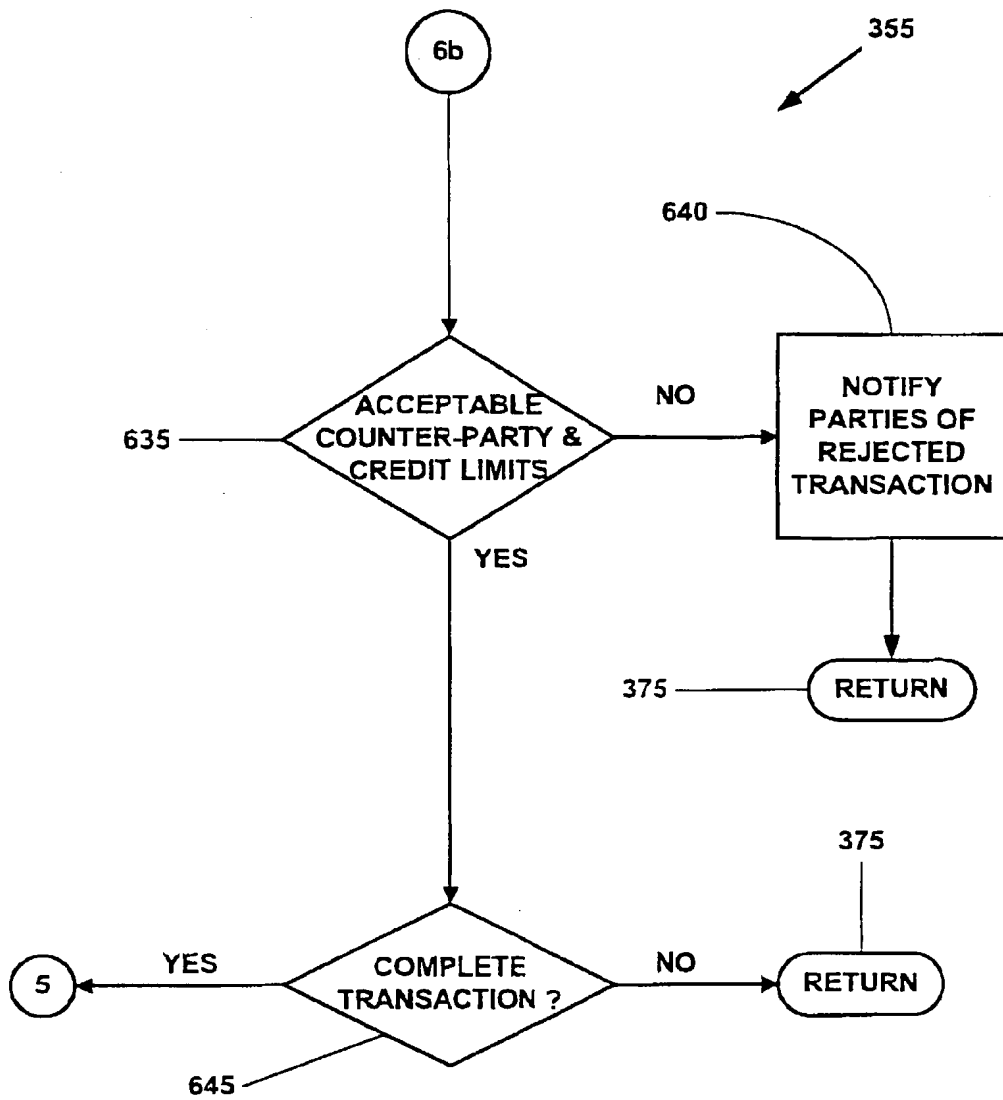 6b
355
640
ACCEPTABLE
COUNTER-PARTY &
CREDIT LIMITS
635
NO
NOTIFY
PARTIES OF
REJECTED
TRANSACTION
YES
375
RETURN
375
5
YES
COMPLETE
TRANSACTION ?
NO
RETURN
645